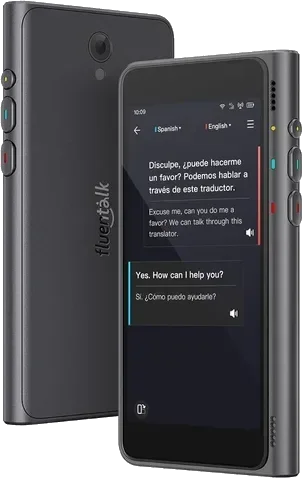 fluentalk
10:09
Spanish
English
Disculpe, ¿puede hacerme
un favor? Podemos hablar a
través de este traductor.
Excuse me, can you do me a
favor? We can talk through this
translator.
Yes. How can I help you?
Sí. ¿Cómo puedo ayudarle?